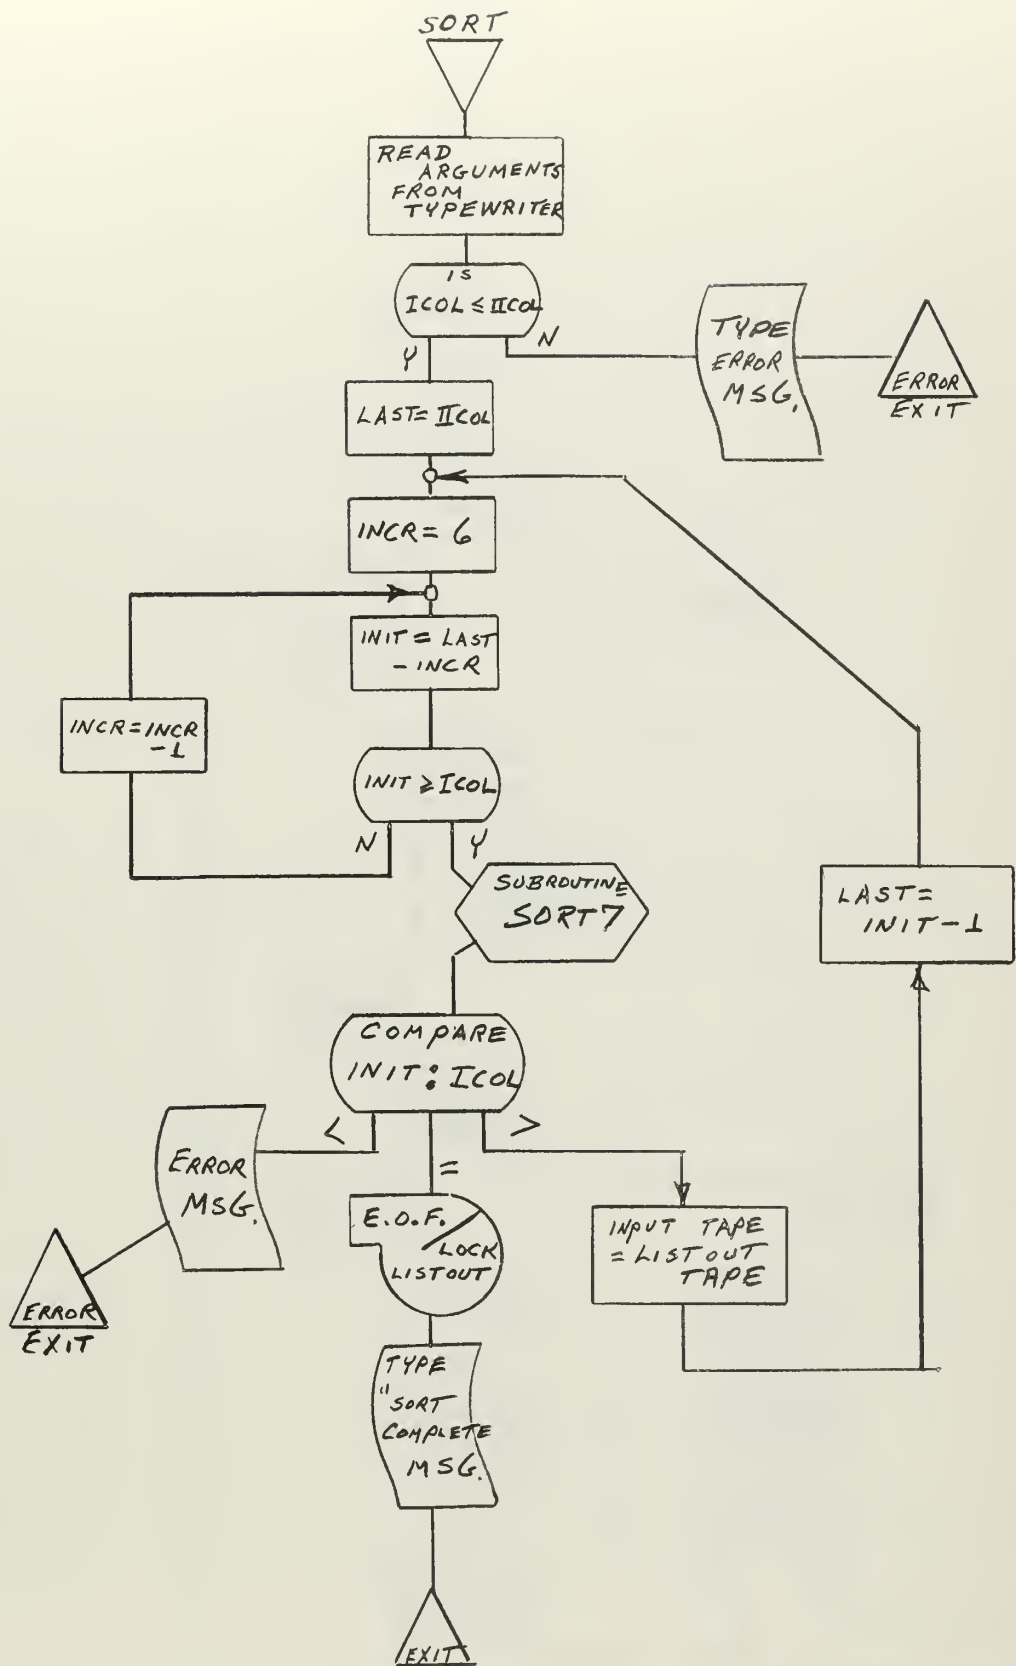 SORT
READ
ARGUMENTS
FROM
TYPEWRITER
IS
ICOL ≤ IICOL
Y
N
TYPE
ERROR
MSG.
ERROR
EXIT
LAST = IICOL
INCR = 6
INIT = LAST
- INCR
INCR = INCR
-1
INIT ≥ ICOL
N
Y
SUBROUTINE
SORT7
LAST =
INIT - 1
COMPARE
INIT : ICOL
<
=
>
ERROR
MSG.
ERROR
EXIT
E.O.F./
LOCK
LISTOUT
INPUT TAPE
= LISTOUT
TAPE
TYPE
"SORT
COMPLETE
MSG.
EXIT